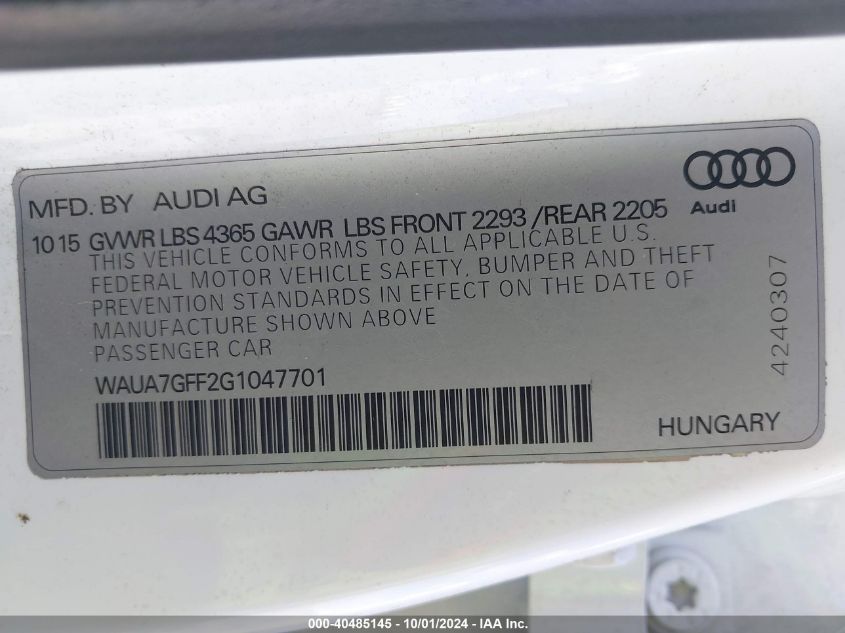 MFD. BY AUDI AG
Audi
10 15 GVWR LBS 4365 GAWR LBS FRONT 2293 /REAR 2205
THIS VEHICLE CONFORMS TO ALL APPLICABLE U.S.
FEDERAL MOTOR VEHICLE SAFETY, BUMPER AND THEFT
PREVENTION STANDARDS IN EFFECT ON THE DATE OF
MANUFACTURE SHOWN ABOVE
PASSENGER CAR
4240307
WAUA7GFF2G1047701
HUNGARY
000-40485145 - 10/01/2024 - IAA Inc.